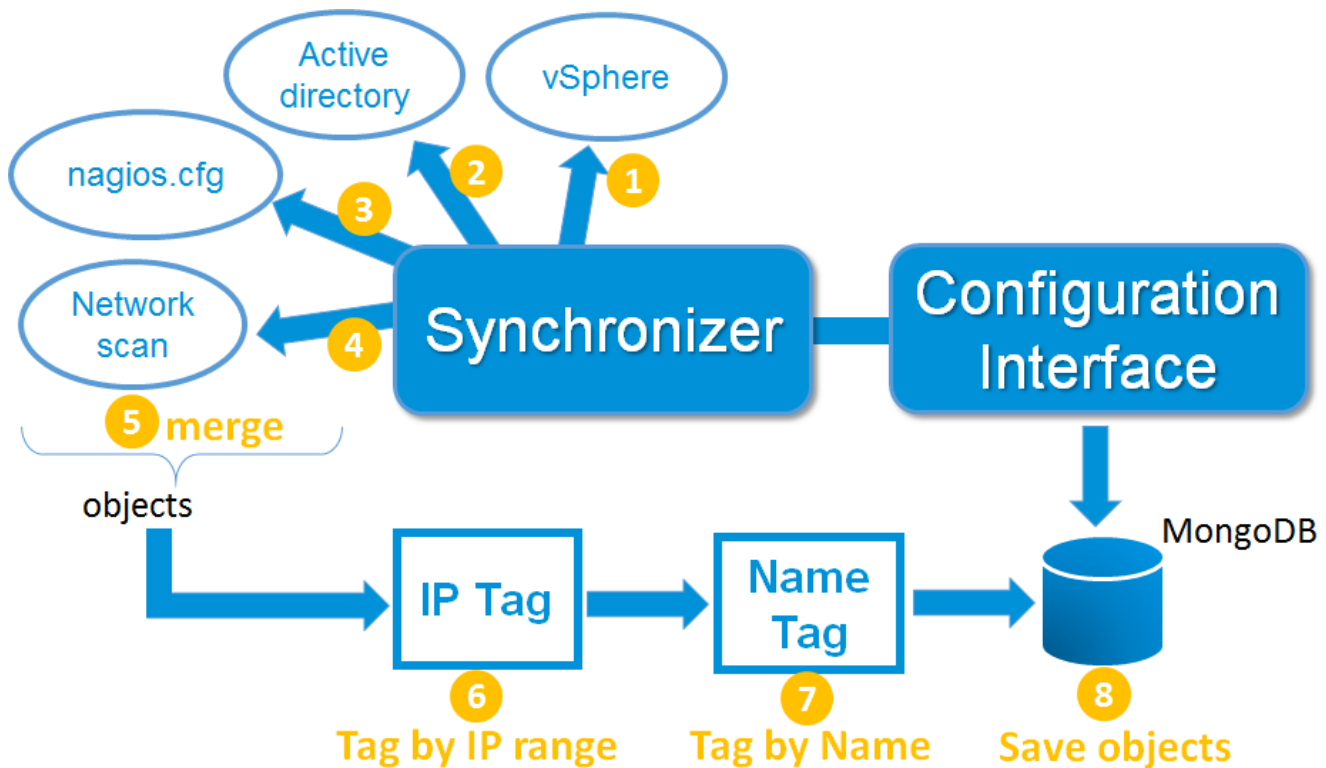 Active
directory
vSphere
nagios.cfg
2
1
3
Network
scan
4
Synchronizer
Configuration
Interface
5 merge
objects
MongoDB
IP Tag
Name
Tag
6
7
8
Tag by IP range
Tag by Name
Save objects